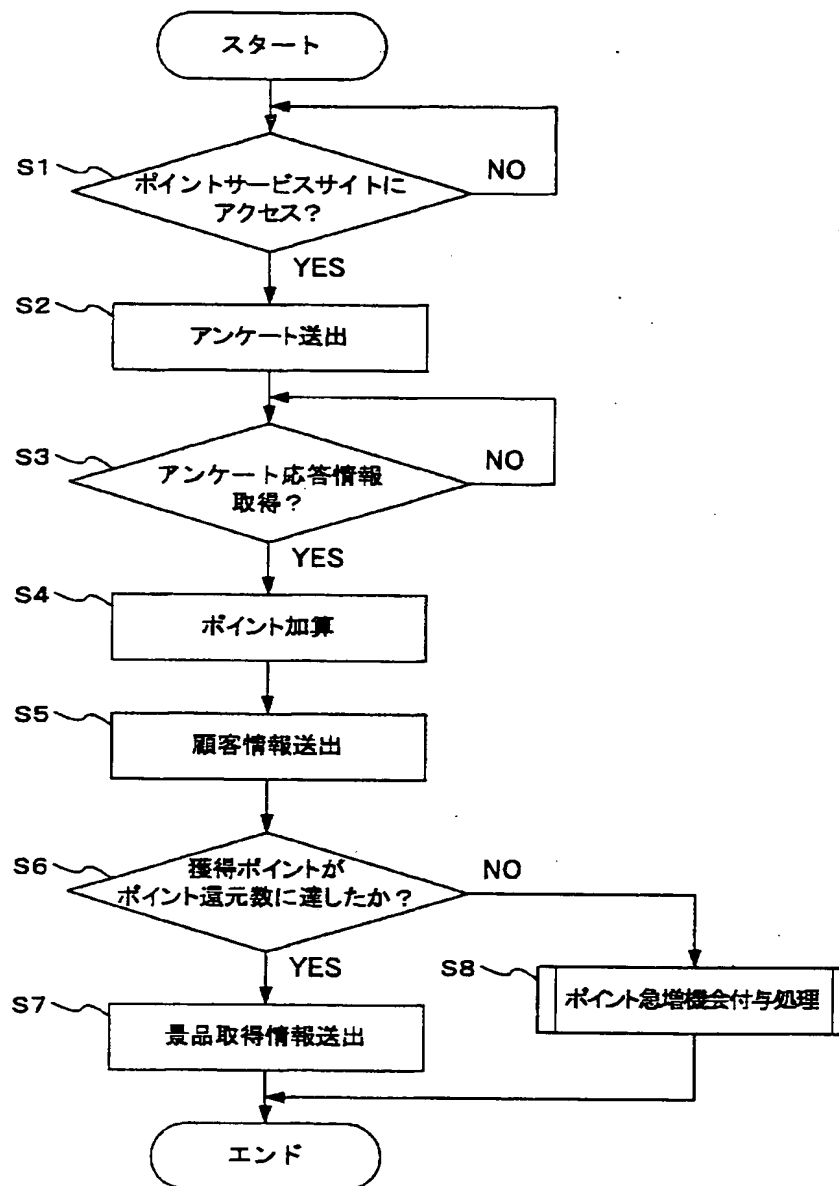 スタート
S1
ポイントサービスサイトに
アクセス?
NO
YES
S2
アンケート送出
S3
アンケート応答情報
取得?
NO
YES
S4
ポイント加算
S5
顧客情報送出
S6
獲得ポイントが
ポイント還元数に達したか?
NO
YES
S7
景品取得情報送出
S8
ポイント急増機会付与処理
エンド